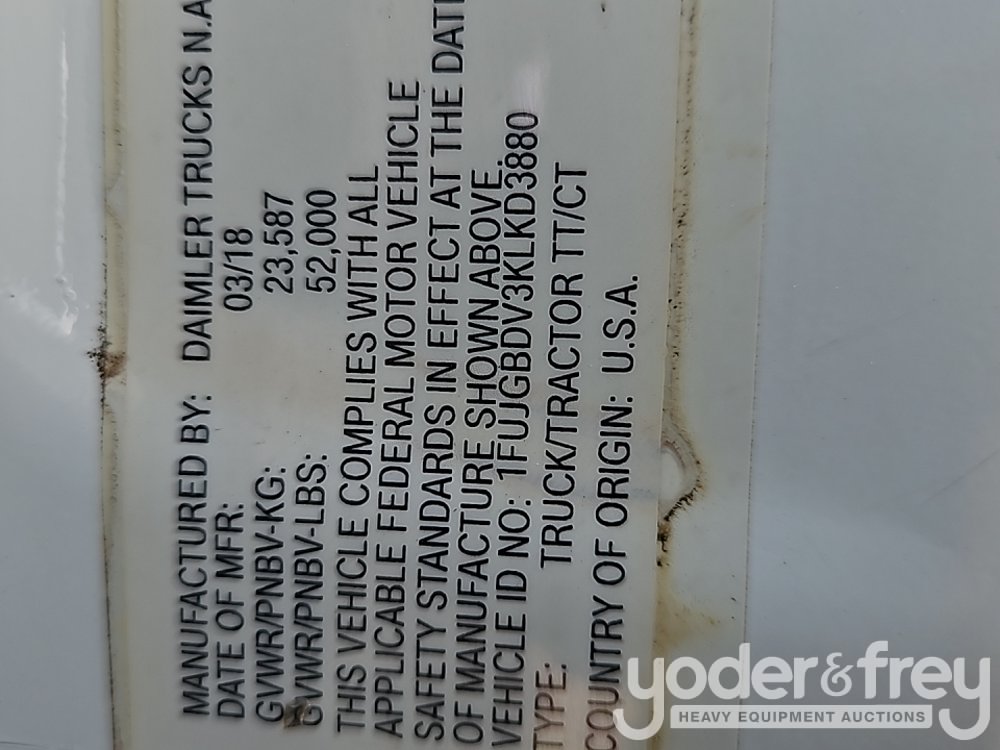 MANUFACTURED BY: DAIMLER TRUCKS N.A
DATE OF MFR: 03/18
GVWR/PNBV-KG: 23,587
GVWR/PNBV-LBS: 52,000
THIS VEHICLE COMPLIES WITH ALL
APPLICABLE FEDERAL MOTOR VEHICLE
SAFETY STANDARDS IN EFFECT AT THE DATE
OF MANUFACTURE SHOWN ABOVE.
VEHICLE ID NO: 1FUJGBDV3KLKD3880
TYPE: TRUCK/TRACTOR TT/CT
COUNTRY OF ORIGIN: U.S.A.
yoder&frey
HEAVY EQUIPMENT AUCTIONS